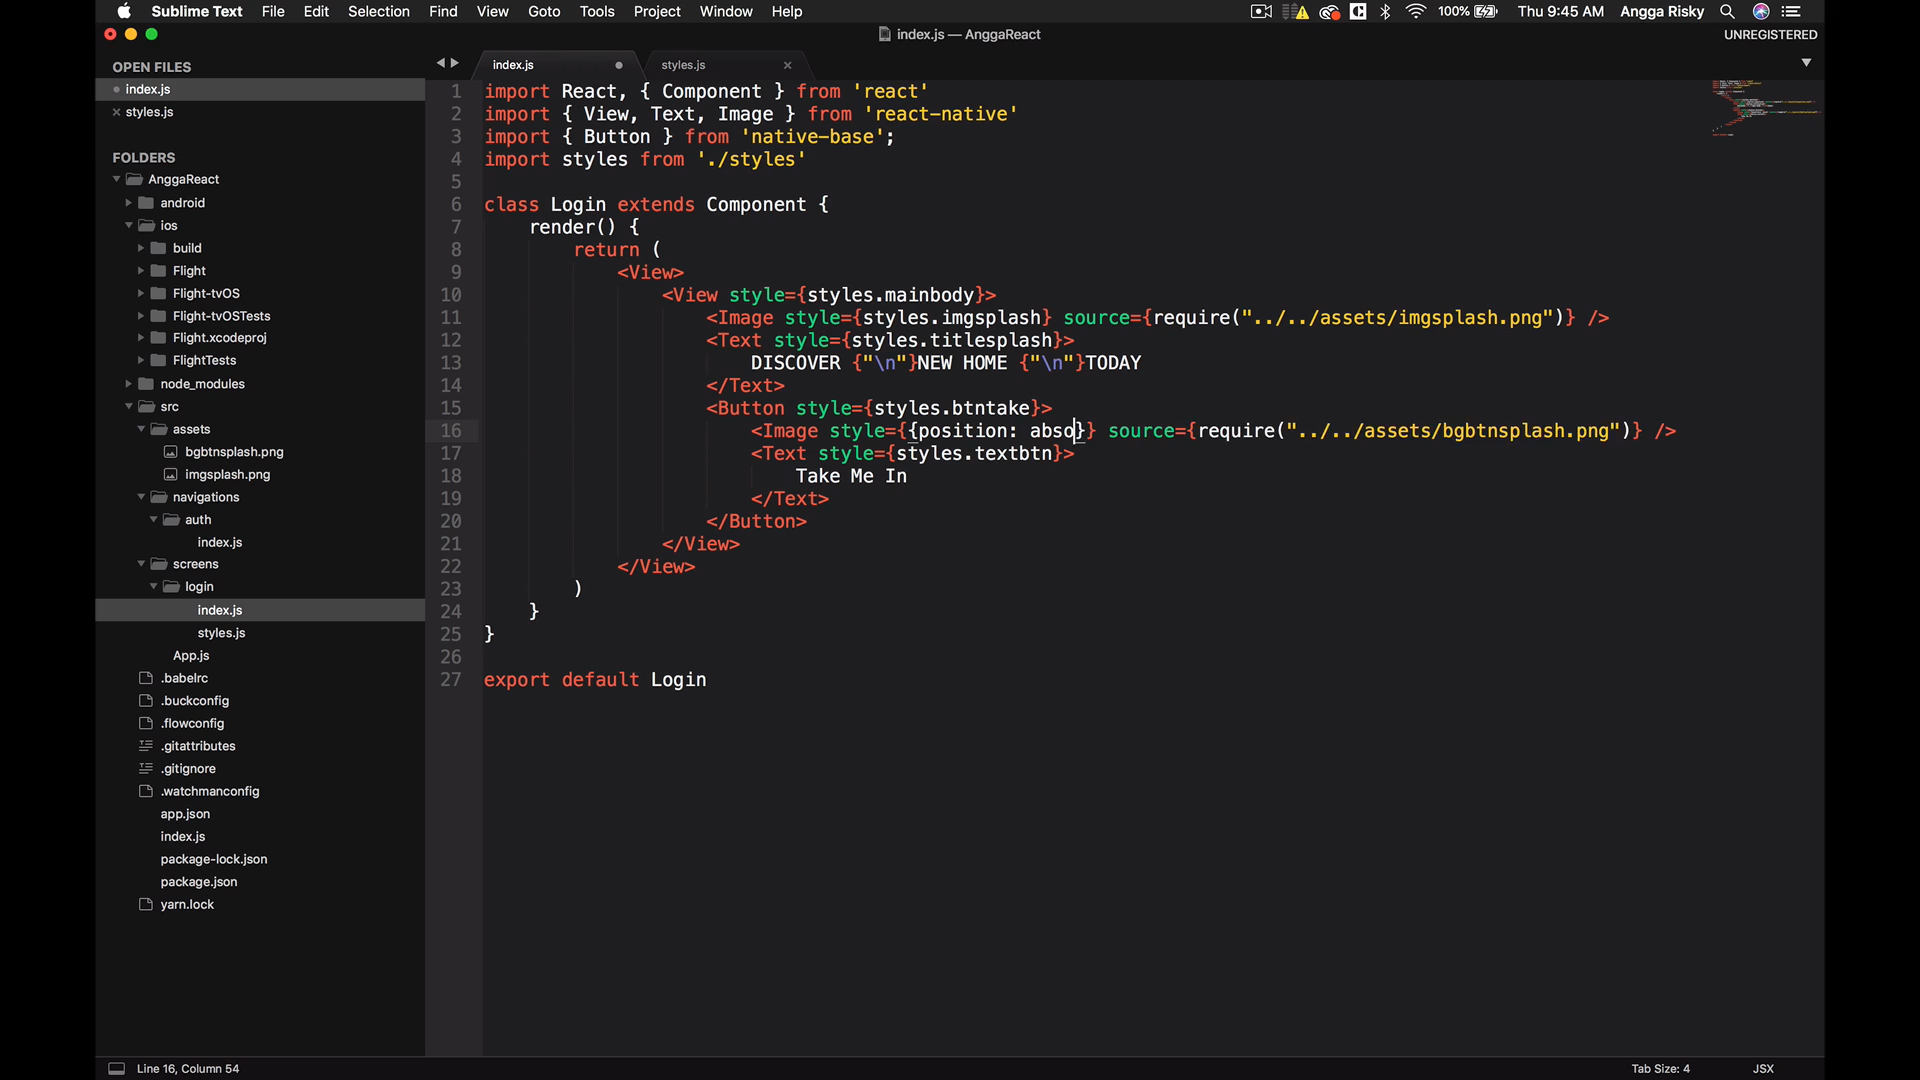 Sublime Text File Edit Selection Find View Goto Tools Project Window Help 100% Thu 9:45 AM Angga Risky
index.js — AnggaReact UNREGISTERED
OPEN FILES
index.js
styles.js
FOLDERS
AnggaReact
android
ios
build
Flight
Flight-tvOS
Flight-tvOSTests
Flight.xcodeproj
FlightTests
node_modules
src
assets
bgbtnsplash.png
imgsplash.png
navigations
auth
index.js
screens
login
index.js
styles.js
App.js
.babelrc
.buckconfig
.flowconfig
.gitattributes
.gitignore
.watchmanconfig
app.json
index.js
package-lock.json
package.json
yarn.lock
index.js styles.js
1 import React, { Component } from 'react'
2 import { View, Text, Image } from 'react-native'
3 import { Button } from 'native-base';
4 import styles from './styles'
5
6 class Login extends Component {
7 render() {
8 return (
9 <View>
10 <View style={styles.mainbody}>
11 <Image style={styles.imgsplash} source={require("../../assets/imgsplash.png")} />
12 <Text style={styles.titlesplash}>
13 DISCOVER {"\n"}NEW HOME {"\n"}TODAY
14 </Text>
15 <Button style={styles.btntake}>
16 <Image style={{position: abso}} source={require("../../assets/bgbtnsplash.png")} />
17 <Text style={styles.textbtn}>
18 Take Me In
19 </Text>
20 </Button>
21 </View>
22 </View>
23 )
24 }
25 }
26
27 export default Login
Line 16, Column 54 Tab Size: 4 JSX